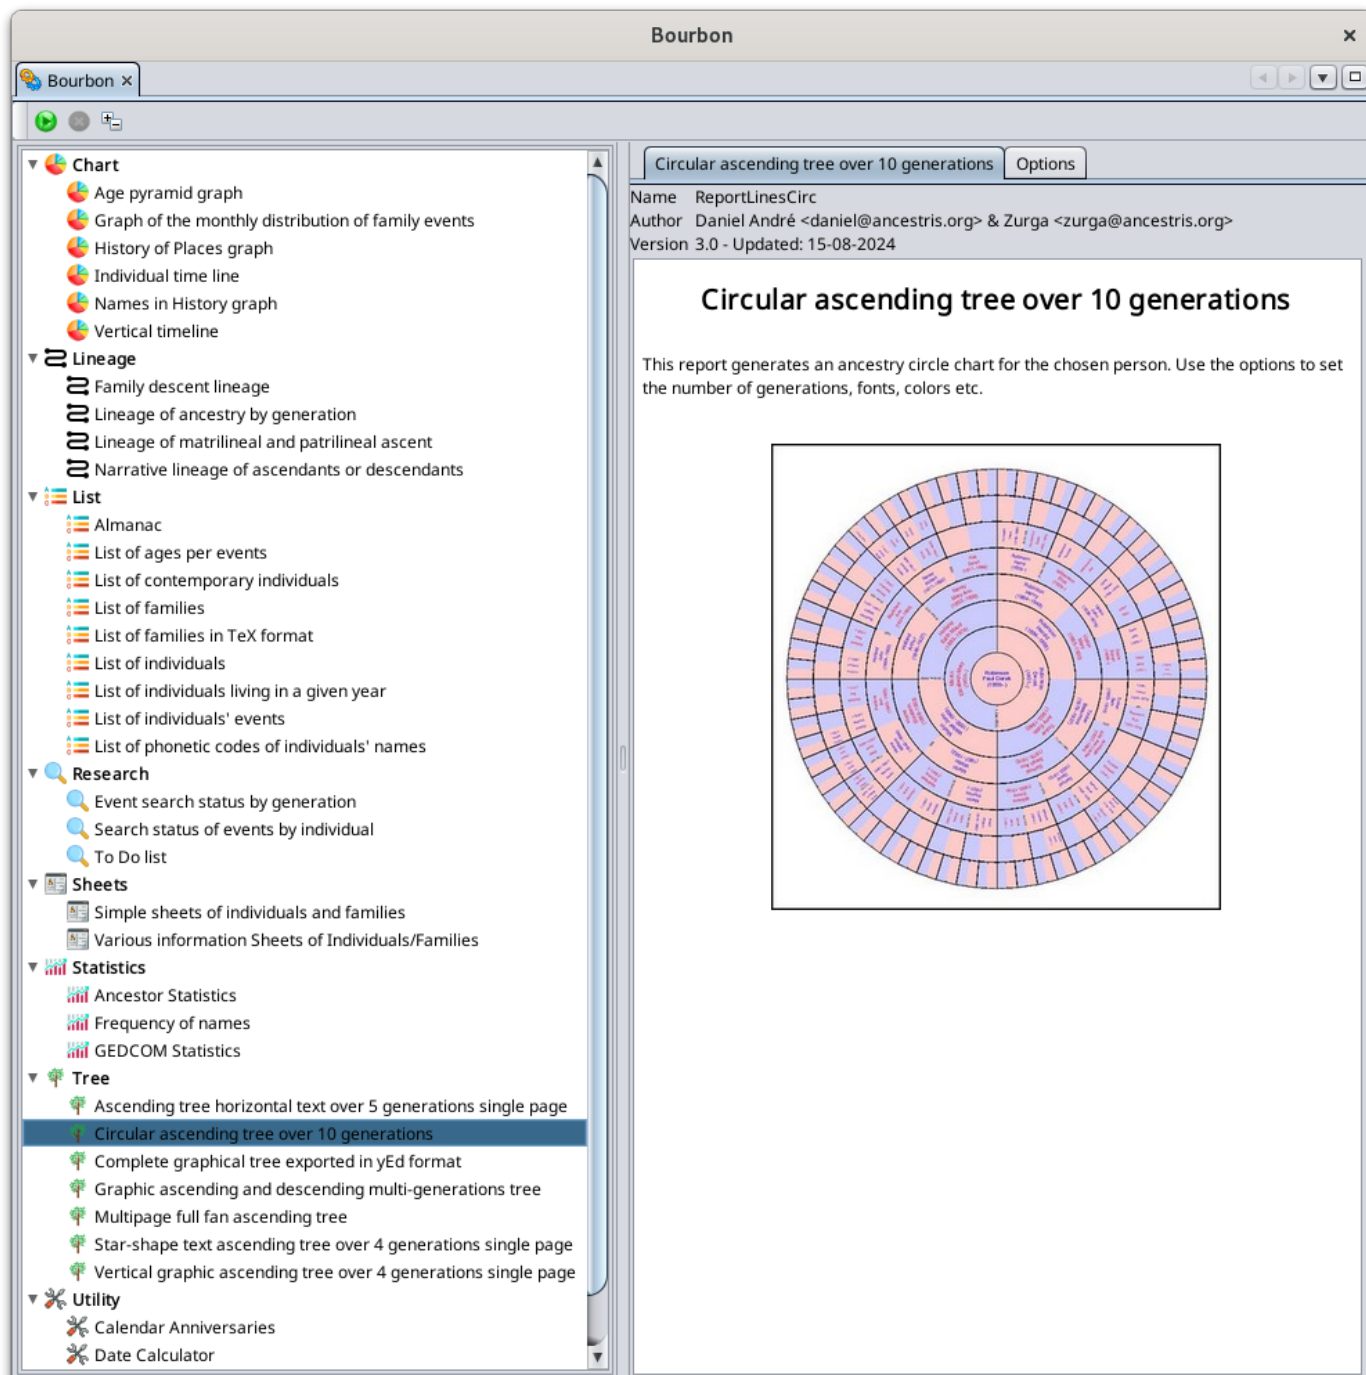 Bourbon
Bourbon
Chart
Age pyramid graph
Graph of the monthly distribution of family events
History of Places graph
Individual time line
Names in History graph
Vertical timeline
Lineage
Family descent lineage
Lineage of ancestry by generation
Lineage of matrilineal and patrilineal ascent
Narrative lineage of ascendants or descendants
List
Almanac
List of ages per events
List of contemporary individuals
List of families
List of families in TeX format
List of individuals
List of individuals living in a given year
List of individuals' events
List of phonetic codes of individuals' names
Research
Event search status by generation
Search status of events by individual
To Do list
Sheets
Simple sheets of individuals and families
Various information Sheets of Individuals/Families
Statistics
Ancestor Statistics
Frequency of names
GEDCOM Statistics
Tree
Ascending tree horizontal text over 5 generations single page
Circular ascending tree over 10 generations
Complete graphical tree exported in yEd format
Graphic ascending and descending multi-generations tree
Multipage full fan ascending tree
Star-shape text ascending tree over 4 generations single page
Vertical graphic ascending tree over 4 generations single page
Utility
Calendar Anniversaries
Date Calculator
Circular ascending tree over 10 generations Options
Name ReportLinesCirc
Author Daniel André <daniel@ancestris.org> & Zurga <zurga@ancestris.org>
Version 3.0 - Updated: 15-08-2024
Circular ascending tree over 10 generations
This report generates an ancestry circle chart for the chosen person. Use the options to set
the number of generations, fonts, colors etc.